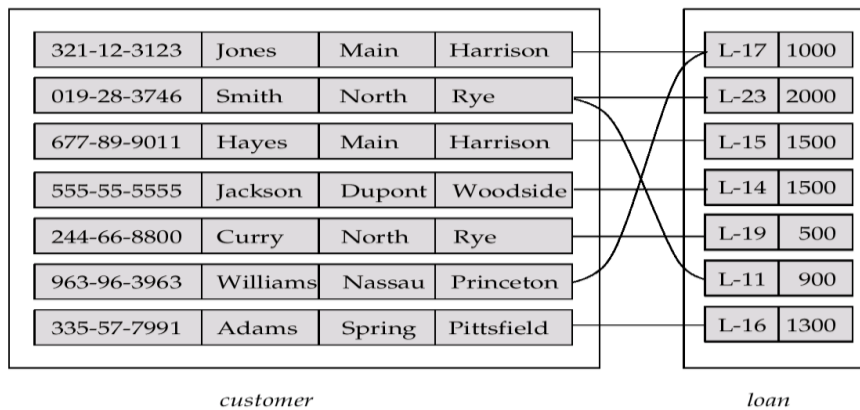 321-12-3123 Jones Main Harrison L-17 1000
019-28-3746 Smith North Rye L-23 2000
677-89-9011 Hayes Main Harrison L-15 1500
555-55-5555 Jackson Dupont Woodside L-14 1500
244-66-8800 Curry North Rye L-19 500
963-96-3963 Williams Nassau Princeton L-11 900
335-57-7991 Adams Spring Pittsfield L-16 1300
customer loan